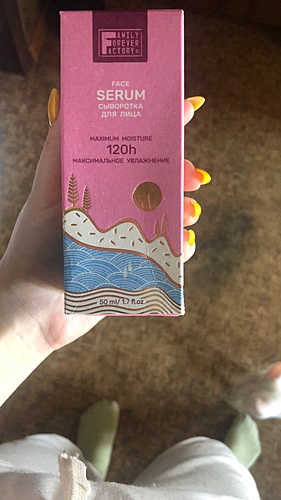 FAMILY
FOREVER
FACTORY®
FACE
SERUM
СЫВОРОТКА
ДЛЯ ЛИЦА
MAXIMUM MOISTURE
120h
МАКСИМАЛЬНОЕ УВЛАЖНЕНИЕ
50 ml/ 1.7 fl.oz.